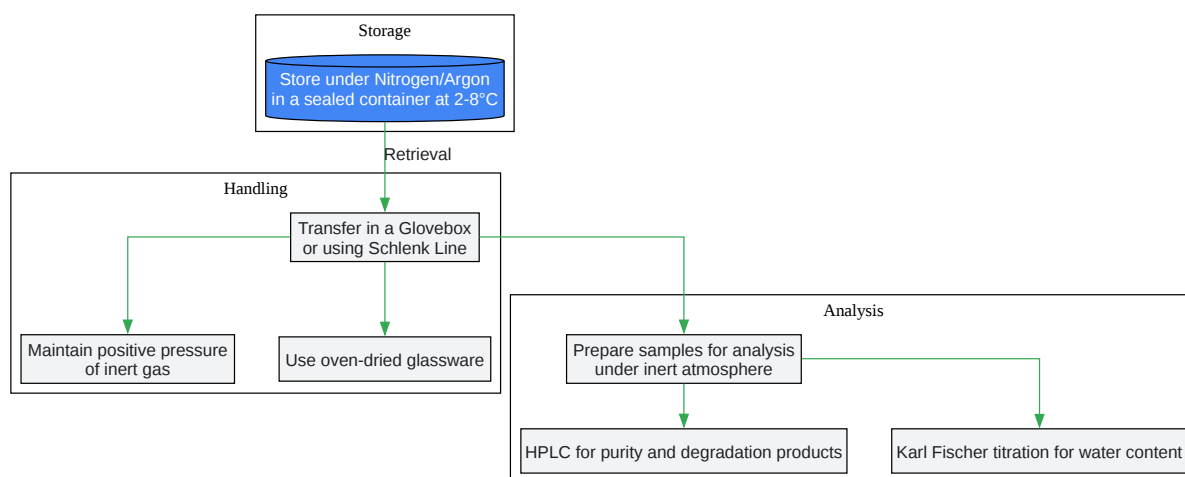 Storage
Store under Nitrogen/Argon
in a sealed container at 2-8°C
Retrieval
Handling
Transfer in a Glovebox
or using Schlenk Line
Maintain positive pressure
of inert gas
Use oven-dried glassware
Analysis
Prepare samples for analysis
under inert atmosphere
HPLC for purity and degradation products
Karl Fischer titration for water content